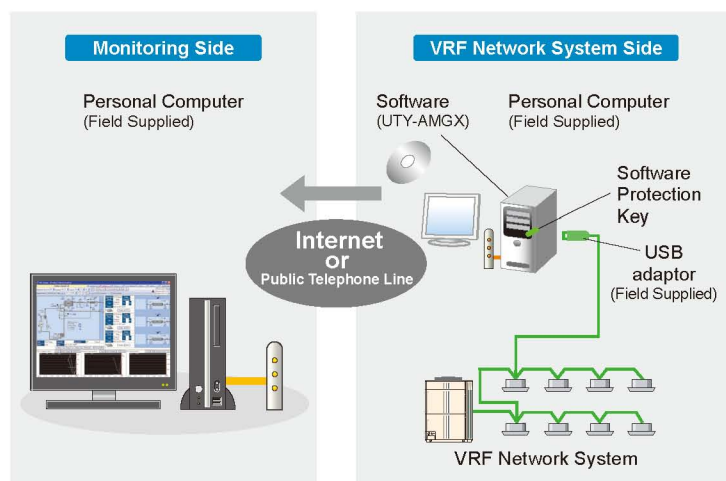 Monitoring Side
Personal Computer
(Field Supplied)
VRF Network System Side
Software
(UTY-AMGX)
Personal Computer
(Field Supplied)
Software
Protection
Key
USB
adaptor
(Field Supplied)
Internet
or
Public Telephone Line
VRF Network System